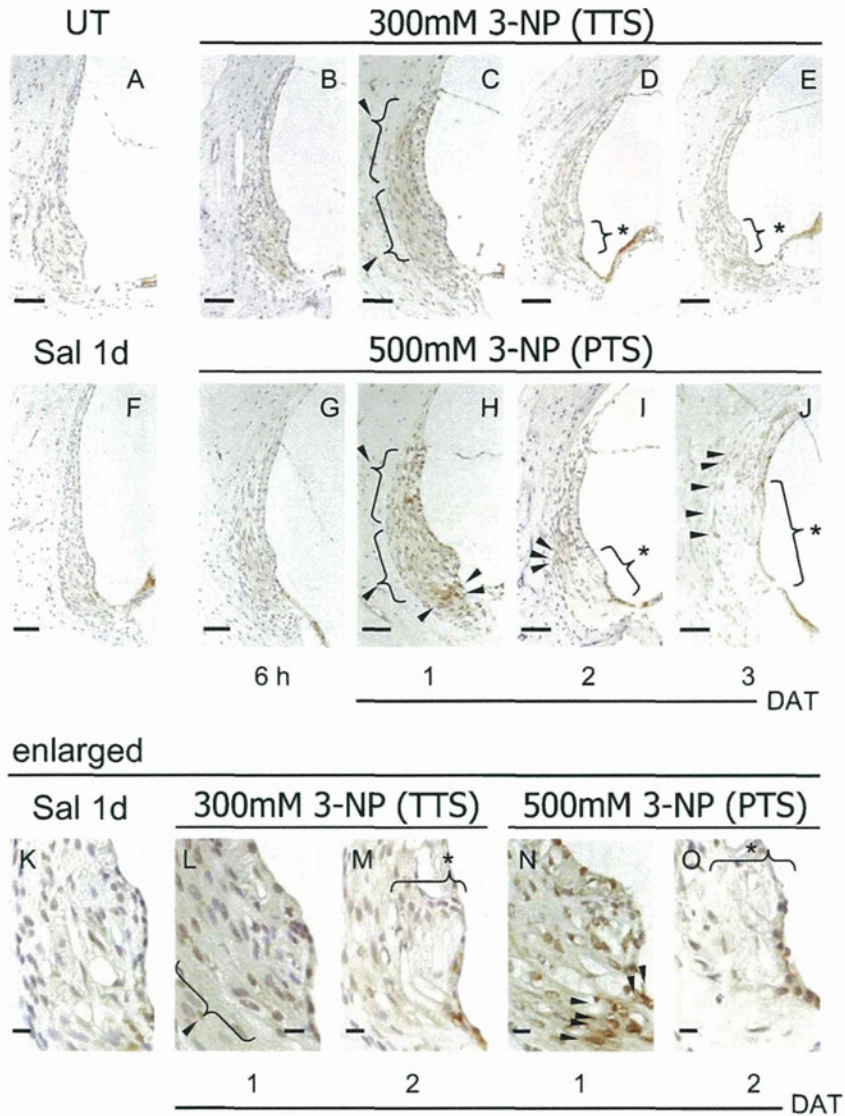 UT 300mM 3-NP (TTS)
A B C D E
* *
Sal 1d 500mM 3-NP (PTS)
F G H I J
* *
6 h 1 2 3
DAT
enlarged
Sal 1d 300mM 3-NP (TTS) 500mM 3-NP (PTS)
K L M N O
* *
1 2 1 2
DAT